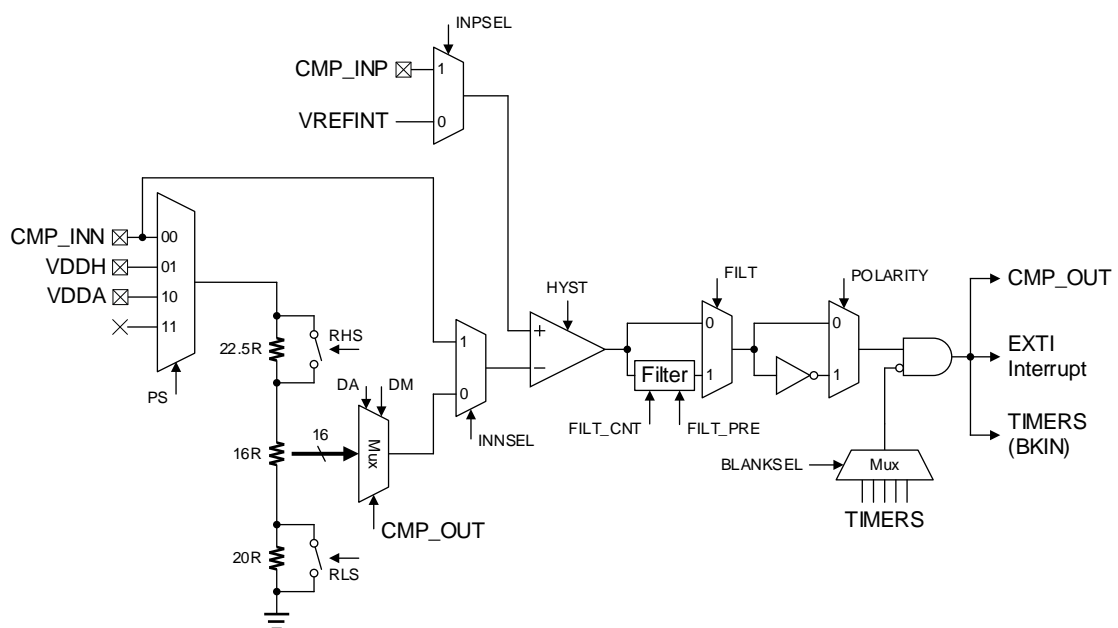 INPSEL
CMP_INP
1
VREFINT
0
CMP_INN
00
VDDH
01
VDDA
10
11
PS
22.5R
RHS
16R
16
DA
DM
Mux
CMP_OUT
20R
RLS
1
0
INNSEL
HYST
+
−
FILT
0
Filter
1
FILT_CNT
FILT_PRE
POLARITY
0
1
BLANKSEL
Mux
TIMERS
CMP_OUT
EXTI
Interrupt
TIMERS
(BKIN)